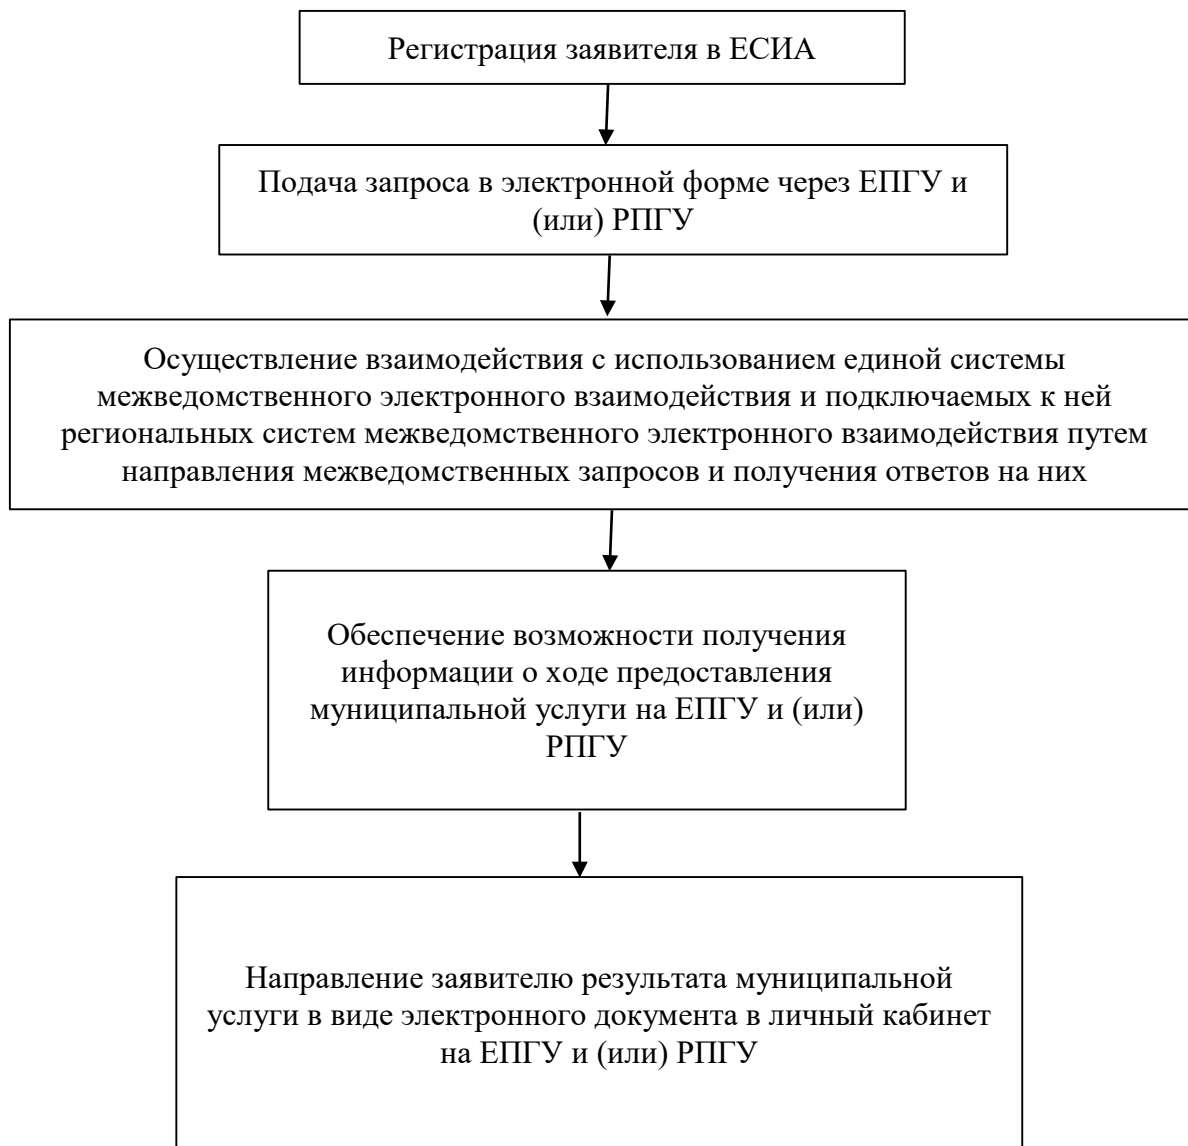 Регистрация заявителя в ЕСИА
Подача запроса в электронной форме через ЕПГУ и
(или) РПГУ
Осуществление взаимодействия с использованием единой системы
межведомственного электронного взаимодействия и подключаемых к ней
региональных систем межведомственного электронного взаимодействия путем
направления межведомственных запросов и получения ответов на них
Обеспечение возможности получения
информации о ходе предоставления
муниципальной услуги на ЕПГУ и (или)
РПГУ
Направление заявителю результата муниципальной
услуги в виде электронного документа в личный кабинет
на ЕПГУ и (или) РПГУ